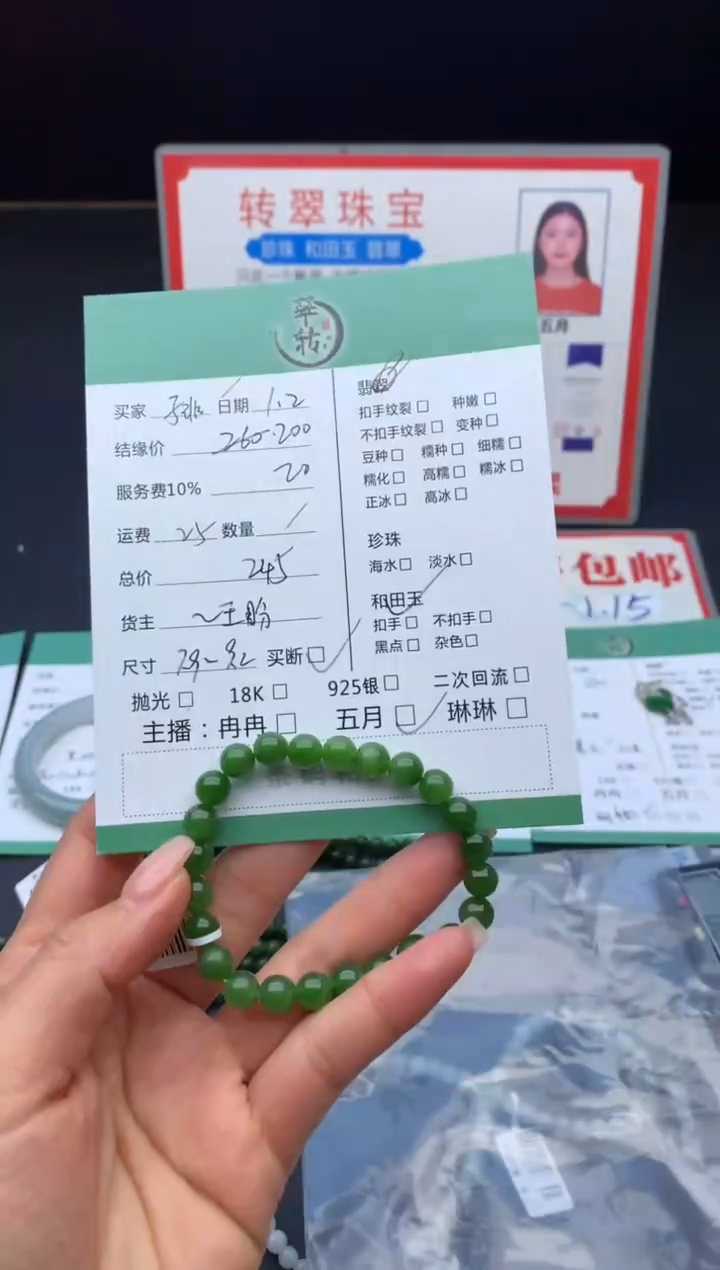 转翠珠宝
珍珠 和田玉 翡翠
五月
包邮
1.15
翠
转
买家 日期 1.2
结缘价 260-200
服务费10% 20
运费 25 数量 /
总价 245
货主
尺寸 买断☐
翡翠
扣手纹裂☐ 种嫩☐
不扣手纹裂☐ 变种☐
豆种☐ 糯种☐ 细糯☐
糯化☐ 高糯☐ 糯冰☐
正冰☐ 高冰☐
珍珠
海水☐ 淡水☐
和田玉
扣手☐ 不扣手☐
黑点☐ 杂色☐
抛光☐ 18K☐ 925银☐ 二次回流☐
主播：冉冉☐ 五月☐ 琳琳☐